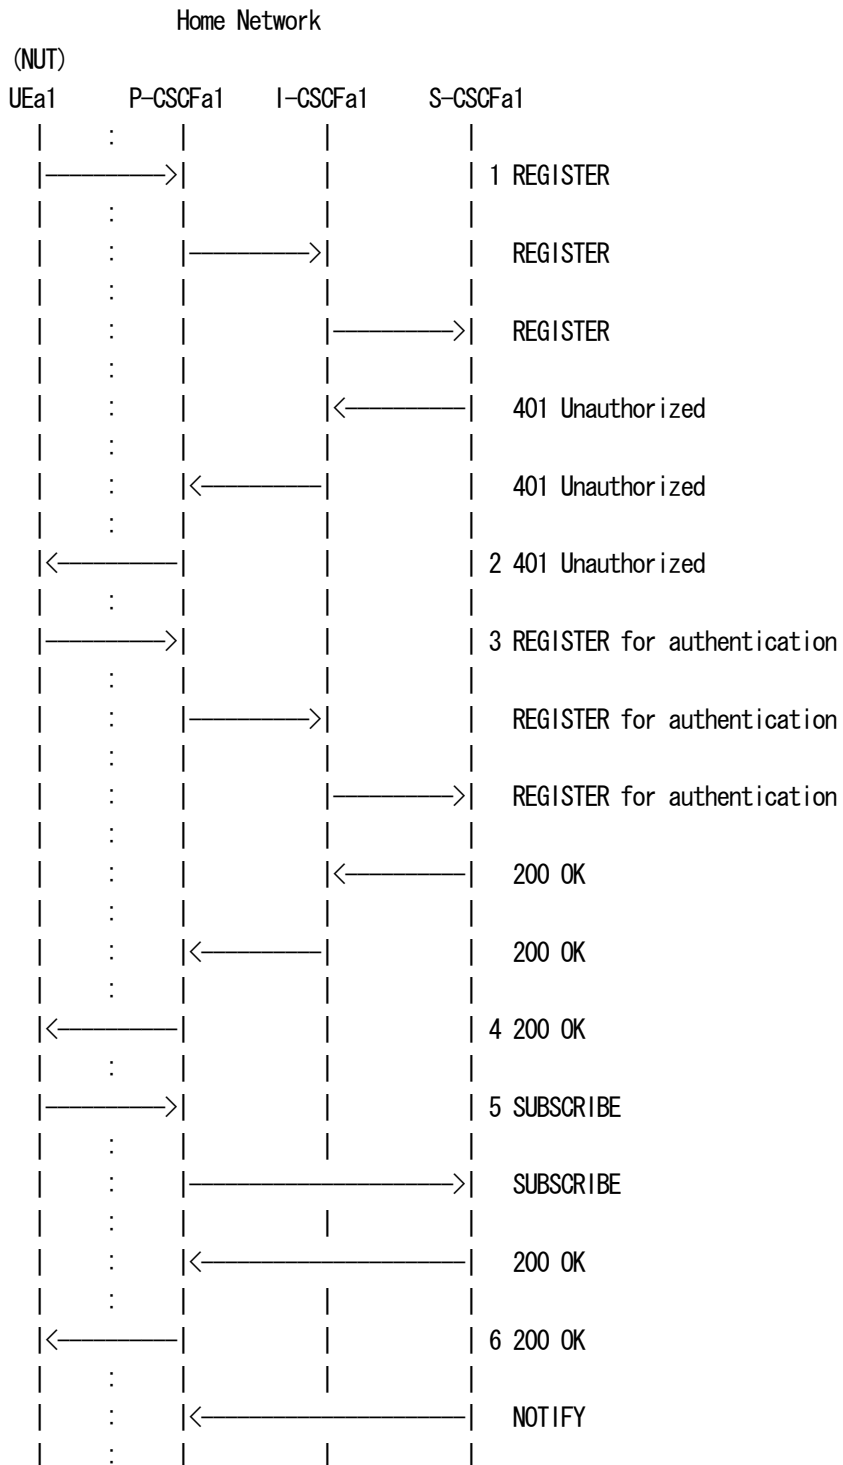 Home Network
(NUT)
UEa1 P-CSCFa1 I-CSCFa1 S-CSCFa1
| : | | |
|---------->| | | 1 REGISTER
| : | | |
| : |---------->| | REGISTER
| : | | |
| : | |---------->| REGISTER
| : | | |
| : | |<----------| 401 Unauthorized
| : | | |
| : |<----------| | 401 Unauthorized
| : | | |
|<----------| | | 2 401 Unauthorized
| : | | |
|---------->| | | 3 REGISTER for authentication
| : | | |
| : |---------->| | REGISTER for authentication
| : | | |
| : | |---------->| REGISTER for authentication
| : | | |
| : | |<----------| 200 OK
| : | | |
| : |<----------| | 200 OK
| : | | |
|<----------| | | 4 200 OK
| : | | |
|---------->| | | 5 SUBSCRIBE
| : | | |
| : |---------------------->| SUBSCRIBE
| : | | |
| : |<----------------------| 200 OK
| : | | |
|<----------| | | 6 200 OK
| : | | |
| : |<----------------------| NOTIFY
| : | | |